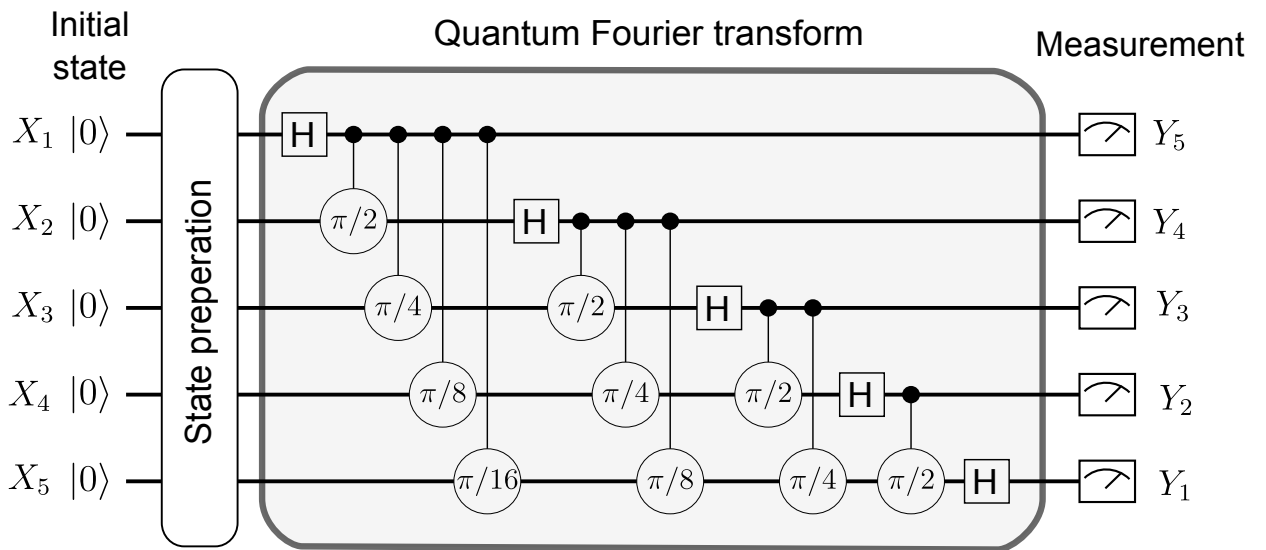 Initial
state
Quantum Fourier transform
Measurement
State preperation
X₁ |0⟩ H Y₅
X₂ |0⟩ π/2 H Y₄
X₃ |0⟩ π/4 π/2 H Y₃
X₄ |0⟩ π/8 π/4 π/2 H Y₂
X₅ |0⟩ π/16 π/8 π/4 π/2 H Y₁